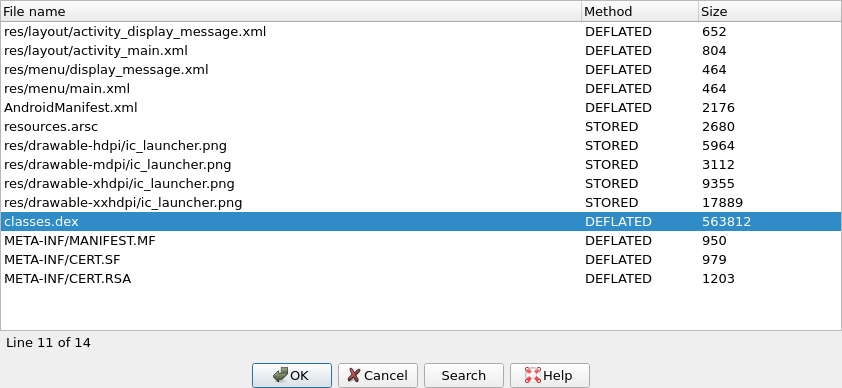 File name Method Size
res/layout/activity_display_message.xml DEFLATED 652
res/layout/activity_main.xml DEFLATED 804
res/menu/display_message.xml DEFLATED 464
res/menu/main.xml DEFLATED 464
AndroidManifest.xml DEFLATED 2176
resources.arsc STORED 2680
res/drawable-hdpi/ic_launcher.png STORED 5964
res/drawable-mdpi/ic_launcher.png STORED 3112
res/drawable-xhdpi/ic_launcher.png STORED 9355
res/drawable-xxhdpi/ic_launcher.png STORED 17889
classes.dex DEFLATED 563812
META-INF/MANIFEST.MF DEFLATED 950
META-INF/CERT.SF DEFLATED 979
META-INF/CERT.RSA DEFLATED 1203
Line 11 of 14
OK Cancel Search Help